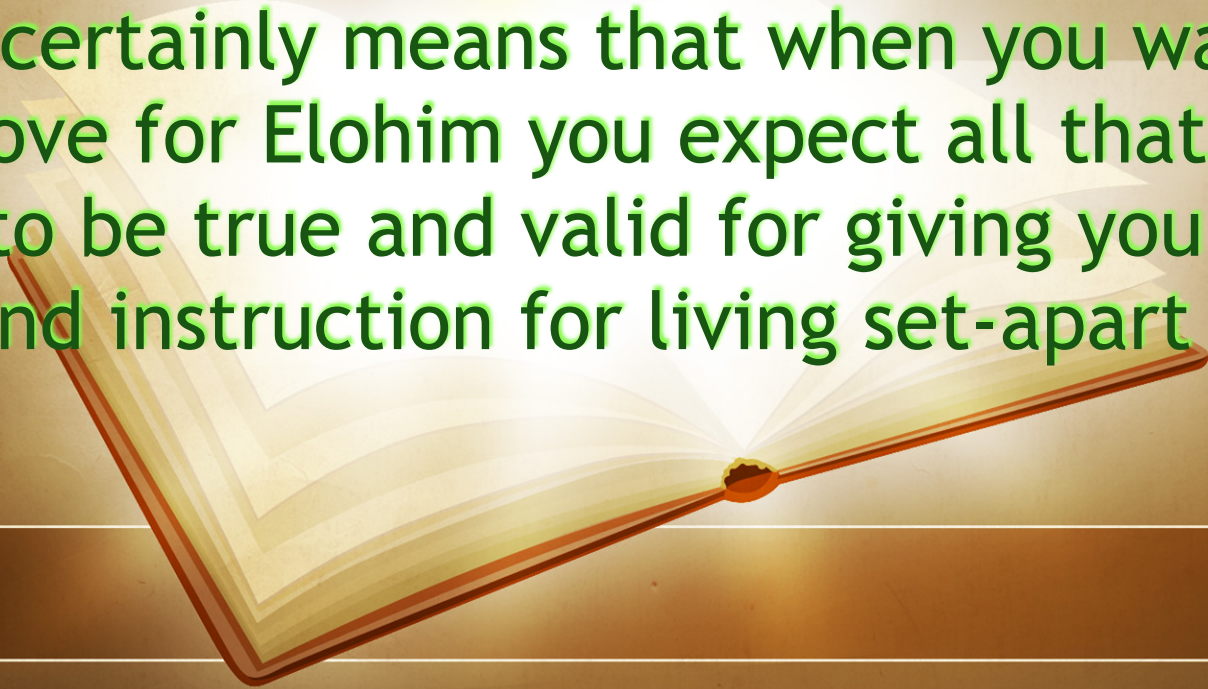 certainly means that when you wa
ove for Elohim you expect all that
to be true and valid for giving you
nd instruction for living set-apart